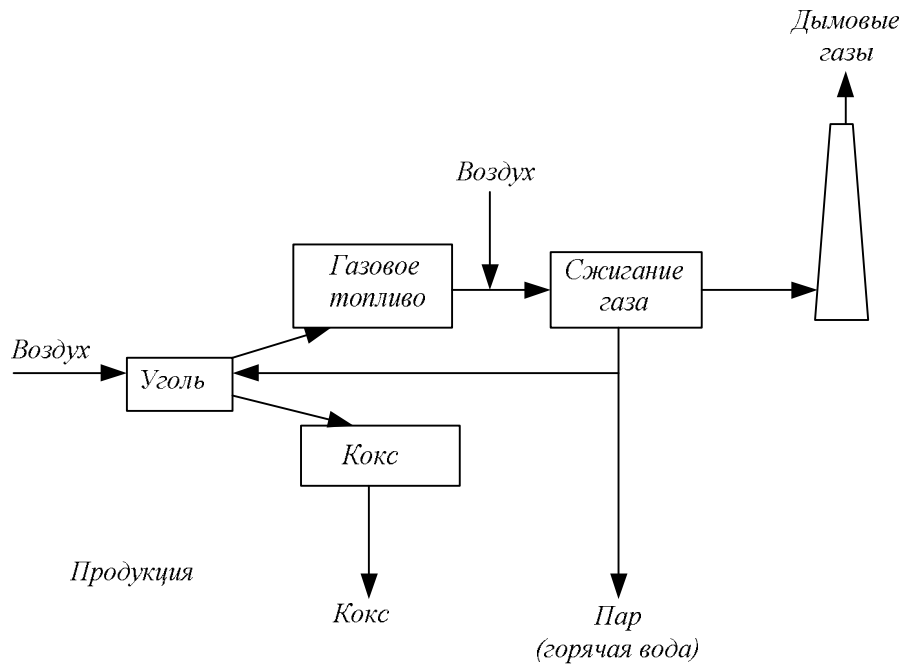 Дымовые
газы
Воздух
Газовое
топливо
Сжигание
газа
Воздух
Уголь
Кокс
Продукция
Кокс
Пар
(горячая вода)